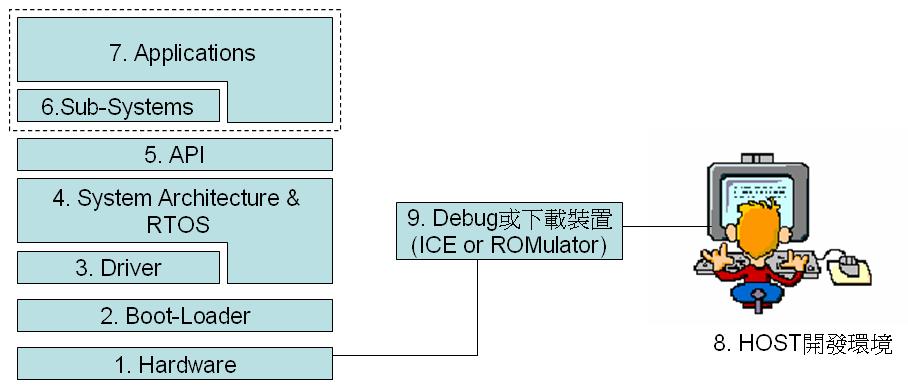 7. Applications
6.Sub-Systems
5. API
4. System Architecture &
RTOS
3. Driver
2. Boot-Loader
1. Hardware
9. Debug或下載裝置
(ICE or ROMulator)
8. HOST開發環境